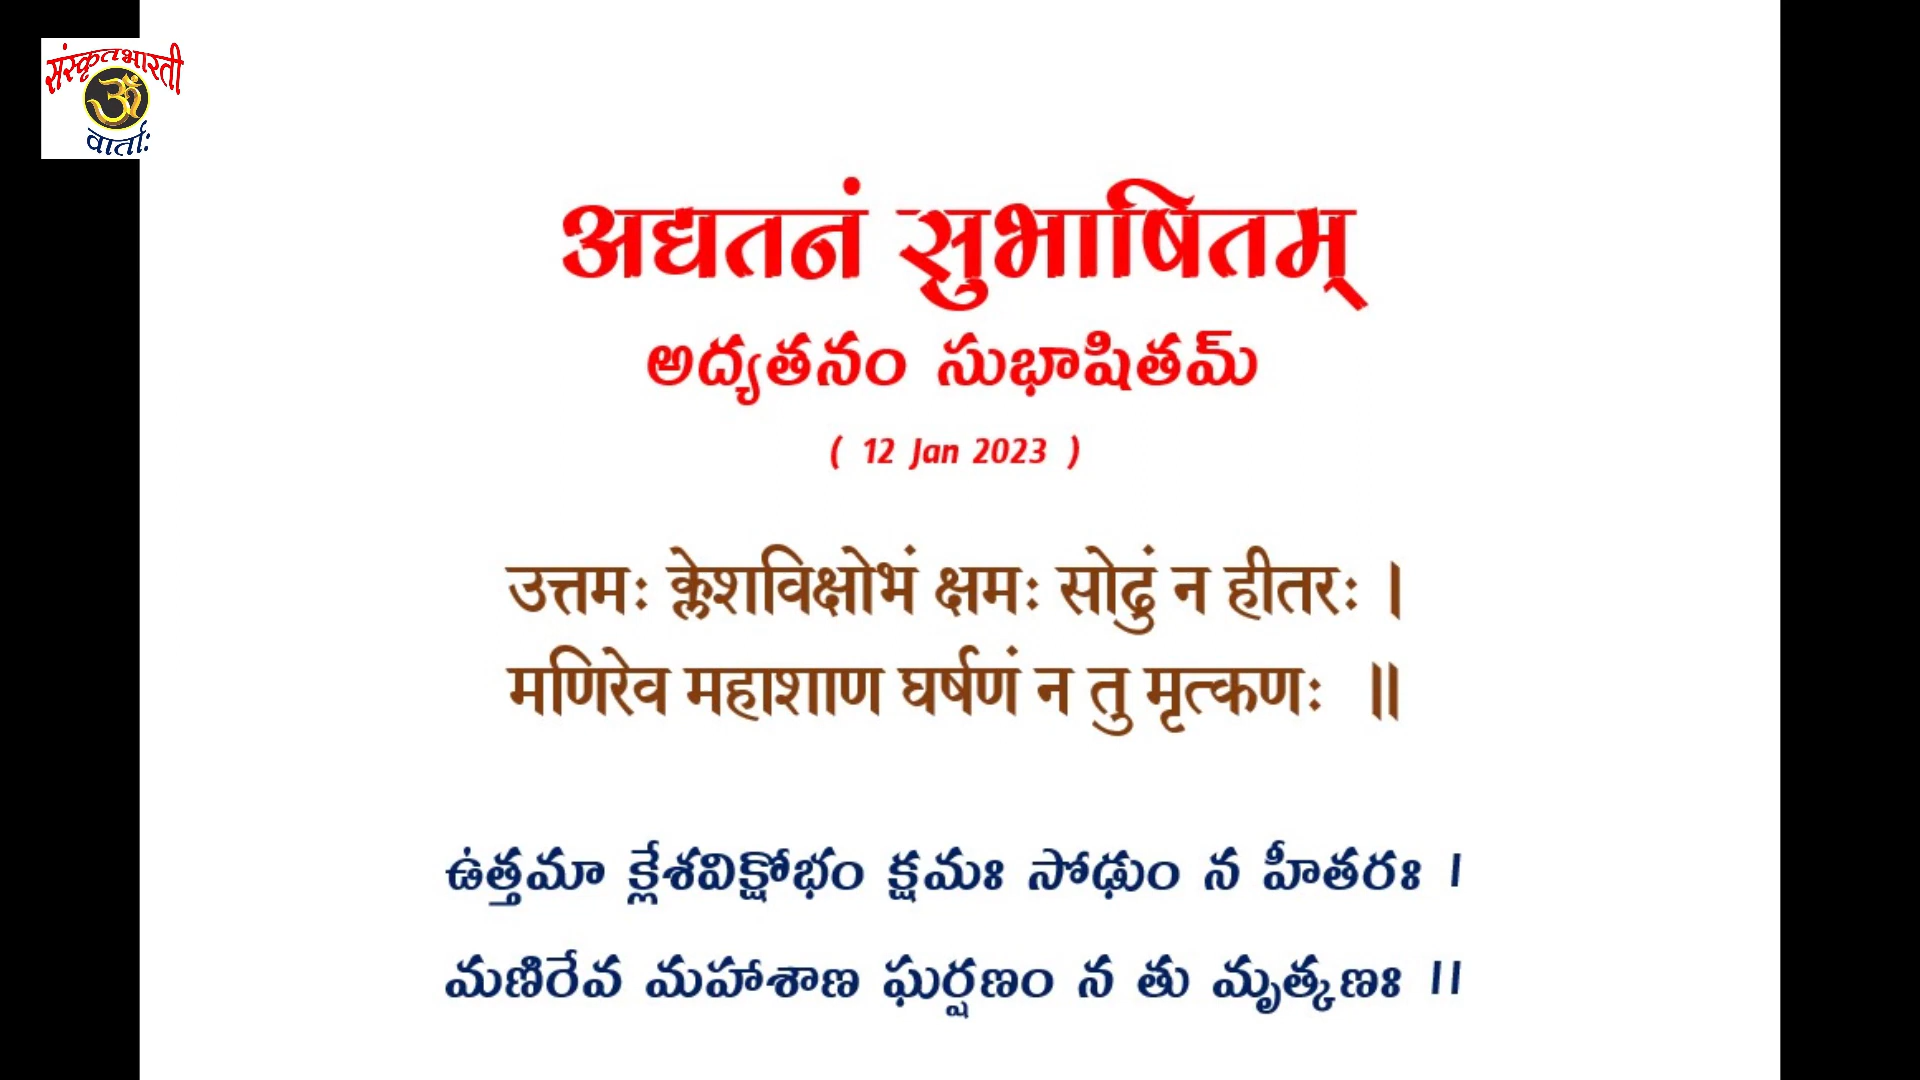 संस्कृतभारती
ॐ
वार्ताः
अद्यतनं सुभाषितम्
అద్యతనం సుభాషితమ్
( 12 Jan 2023 )
उत्तमः क्लेशविक्षोभं क्षमः सोढुं न हीतरः ।
मणिरेव महाशाण घर्षणं न तु मृत्कणः ॥
ఉత్తమా క్లేశవిక్షోభం క్షమః సోఢుం న హీతరః ।
మణిరేవ మహాశాణ ఘర్షణం న తు మృత్కణః ।।